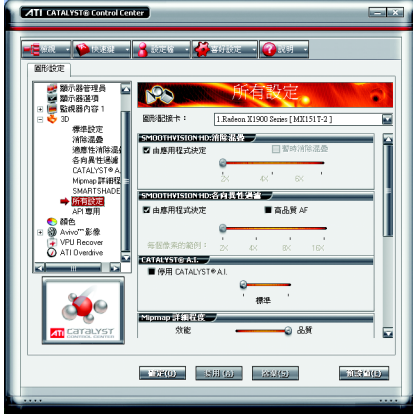 ATI CATALYST® Control Center
檢視
快速鍵
設定檔
喜好設定
說明
圖形設定
顯示器管理員
顯示器選項
監視器內容 1
3D
標準設定
消除混疊
適應性消除混疊
各向異性過濾
CATALYST® A.
Mipmap 詳細程
SMARTSHADE
所有設定
API 專用
顏色
Avivo™ 影像
VPU Recover
ATI Overdrive
ATI CATALYST
CONTROL CENTER
所有設定
圖形配接卡：
1.Radeon X1900 Series [ MX151T-2 ]
SMOOTHVISION HD:消除混疊
由應用程式決定
暫時消除混疊
2X 4X 6X
SMOOTHVISION HD:各向異性過濾
由應用程式決定
高品質 AF
每個像素的範例：
2X 4X 8X 16X
CATALYST® A.I.
停用 CATALYST® A.I.
標準
Mipmap 詳細程度
效能
品質
確定(O)
套用(A)
預設值(E)